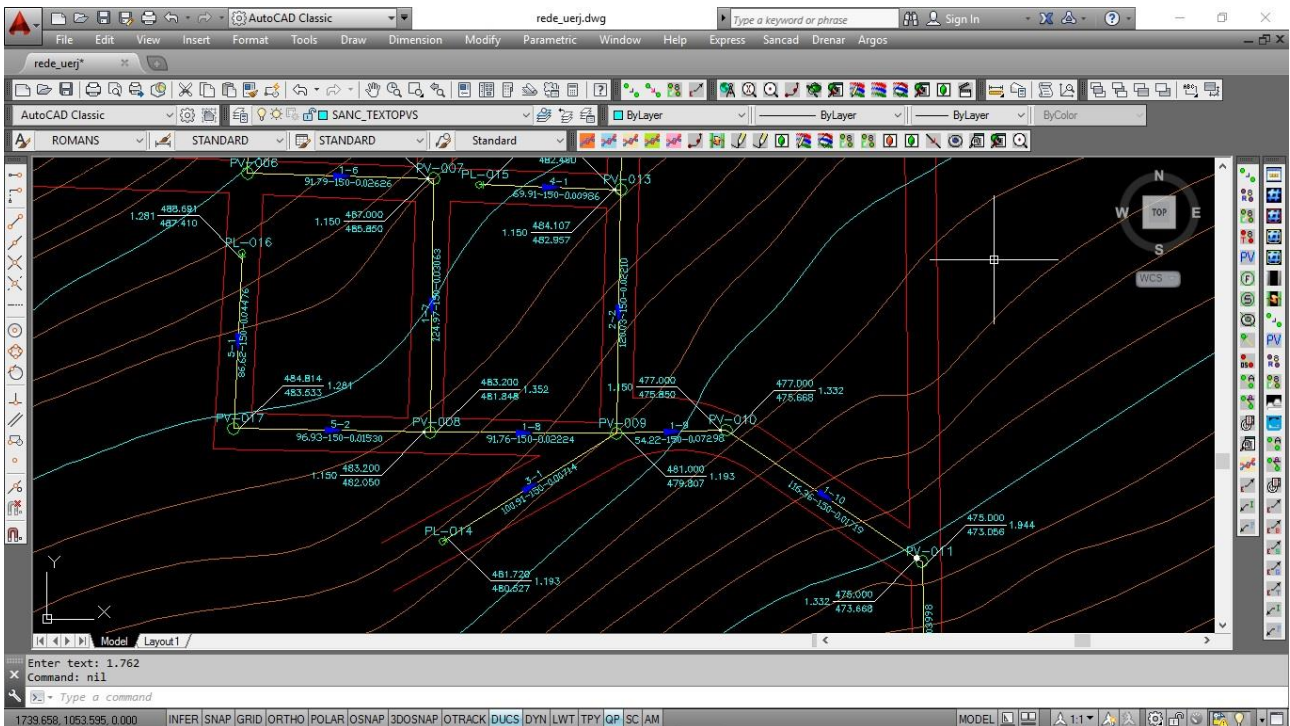 AutoCAD Classic
rede_uerj.dwg
Type a keyword or phrase
Sign In
File Edit View Insert Format Tools Draw Dimension Modify Parametric Window Help Express Sancad Drenar Argos
rede_uerj*
AutoCAD Classic
SANC_TEXTOPVS
ByLayer
ByLayer
ByLayer
ByColor
ROMANS
STANDARD
STANDARD
Standard
PV-006
1-6
91.79-150-0.02626
PV-007
PL-015
4-1
69.91-150-0.00986
PV-013
1.281
487.410
1.150
487.000
485.850
1.150
484.107
482.957
PL-016
5-1
86.62-150-0.04476
1-7
124.97-150-0.03063
2-2
120.03-150-0.02210
484.814
483.533
1.281
483.200
481.848
1.352
1.150
477.000
475.850
477.000
475.668
1.332
PV-017
5-2
96.93-150-0.01530
PV-008
1-8
91.76-150-0.02224
PV-009
1-9
54.22-150-0.07298
PV-010
1.150
483.200
482.050
3-1
100.91-150-0.00714
481.000
479.807
1.193
1-10
PL-014
481.720
480.527
1.193
475.000
473.056
1.944
PV-011
1.332
475.000
473.668
03998
N
W
TOP
E
S
WCS
PV
PV
Y
X
Model
Layout1
Enter text: 1.762
Command: nil
Type a command
1739.658, 1053.595, 0.000
INFER SNAP GRID ORTHO POLAR OSNAP 3DOSNAP OTRACK DUCS DYN LWT TPY QP SC AM
MODEL
1:1